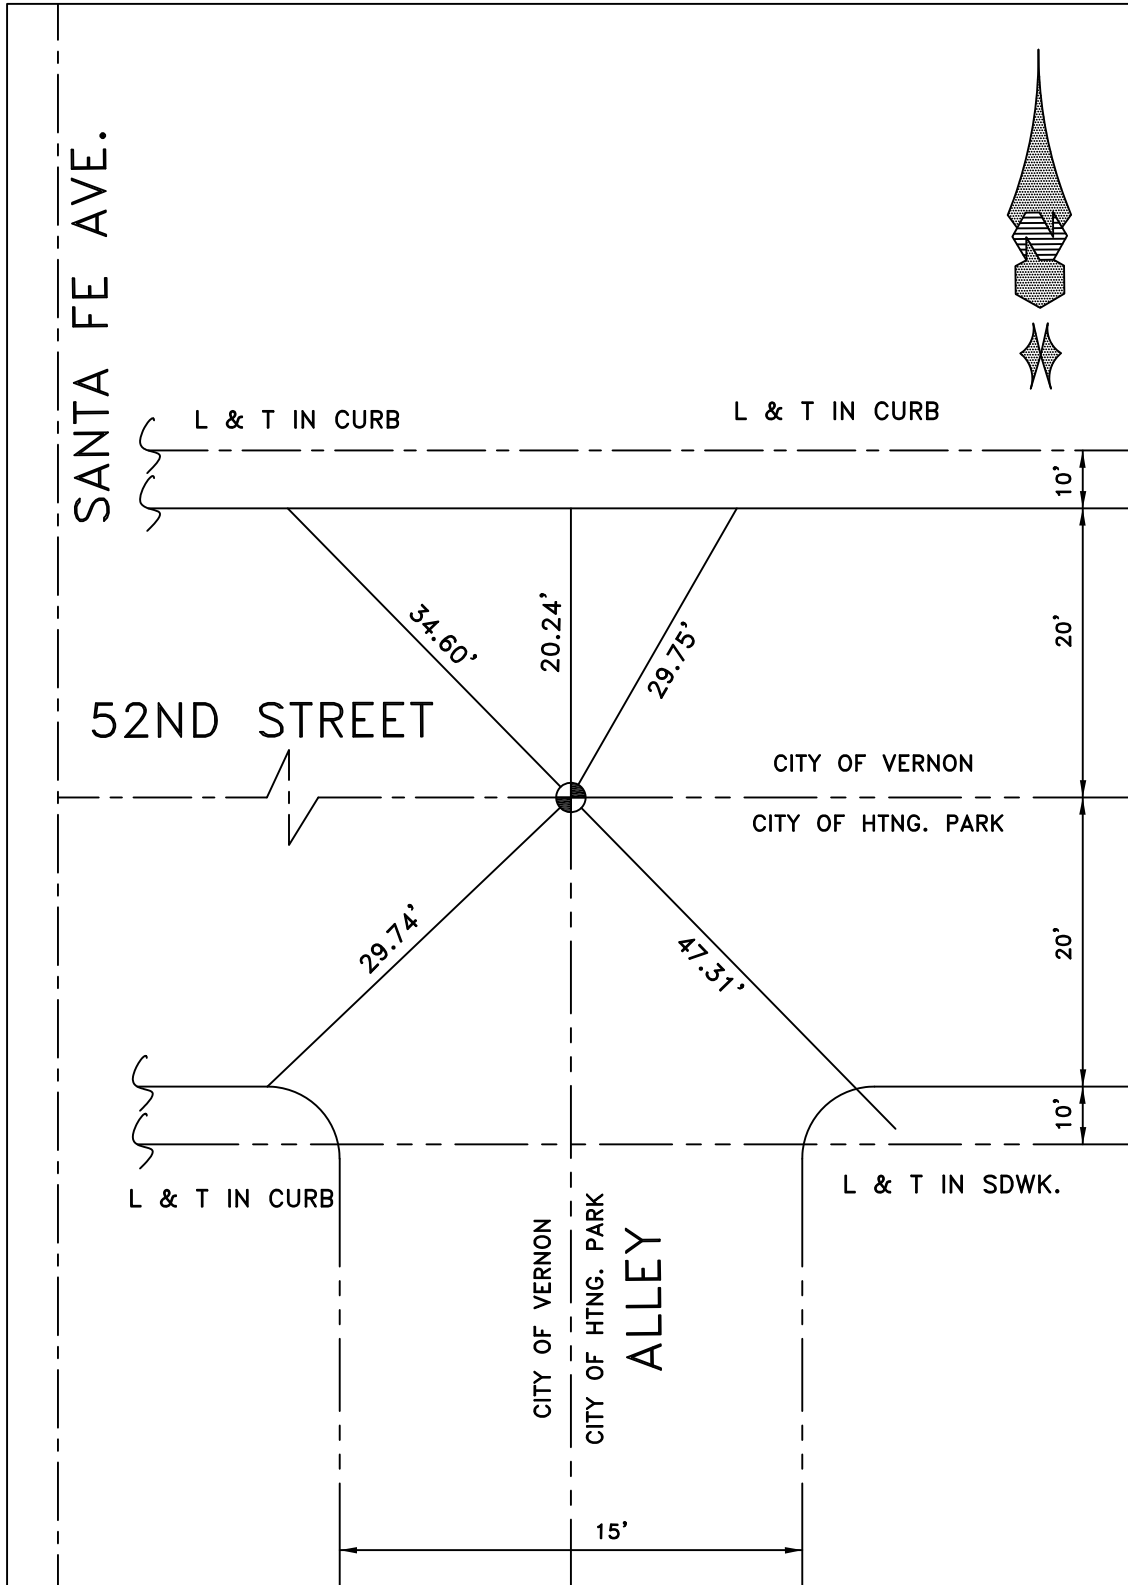 SANTA FE AVE.
N
L & T IN CURB
L & T IN CURB
10'
34.60'
20.24'
29.75'
20'
52ND STREET
CITY OF VERNON
CITY OF HTNG. PARK
29.74'
47.31'
20'
10'
L & T IN CURB
L & T IN SDWK.
CITY OF VERNON
CITY OF HTNG. PARK
ALLEY
15'